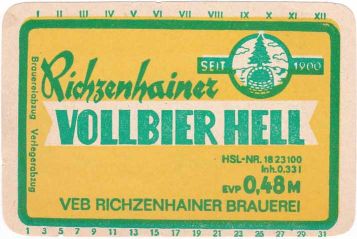 I II III IV V VI VII VIII IX X XI XII
Brauereiabzug Verlegerabzug
SEIT 1900
Richzenhainer
VOLLBIER HELL
HSL-NR. 18 23 100
Inh. 0,33 l
EVP 0,48 M
VEB RICHZENHAINER BRAUEREI
1 3 5 7 9 11 13 15 17 19 21 23 25 27 29 31